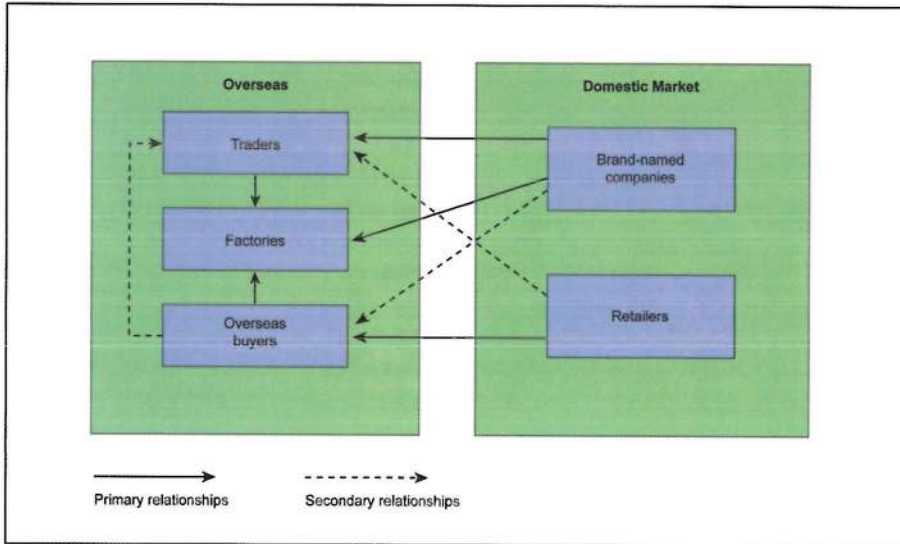 Overseas
Traders
Factories
Overseas
buyers
Domestic Market
Brand-named
companies
Retailers
Primary relationships
Secondary relationships